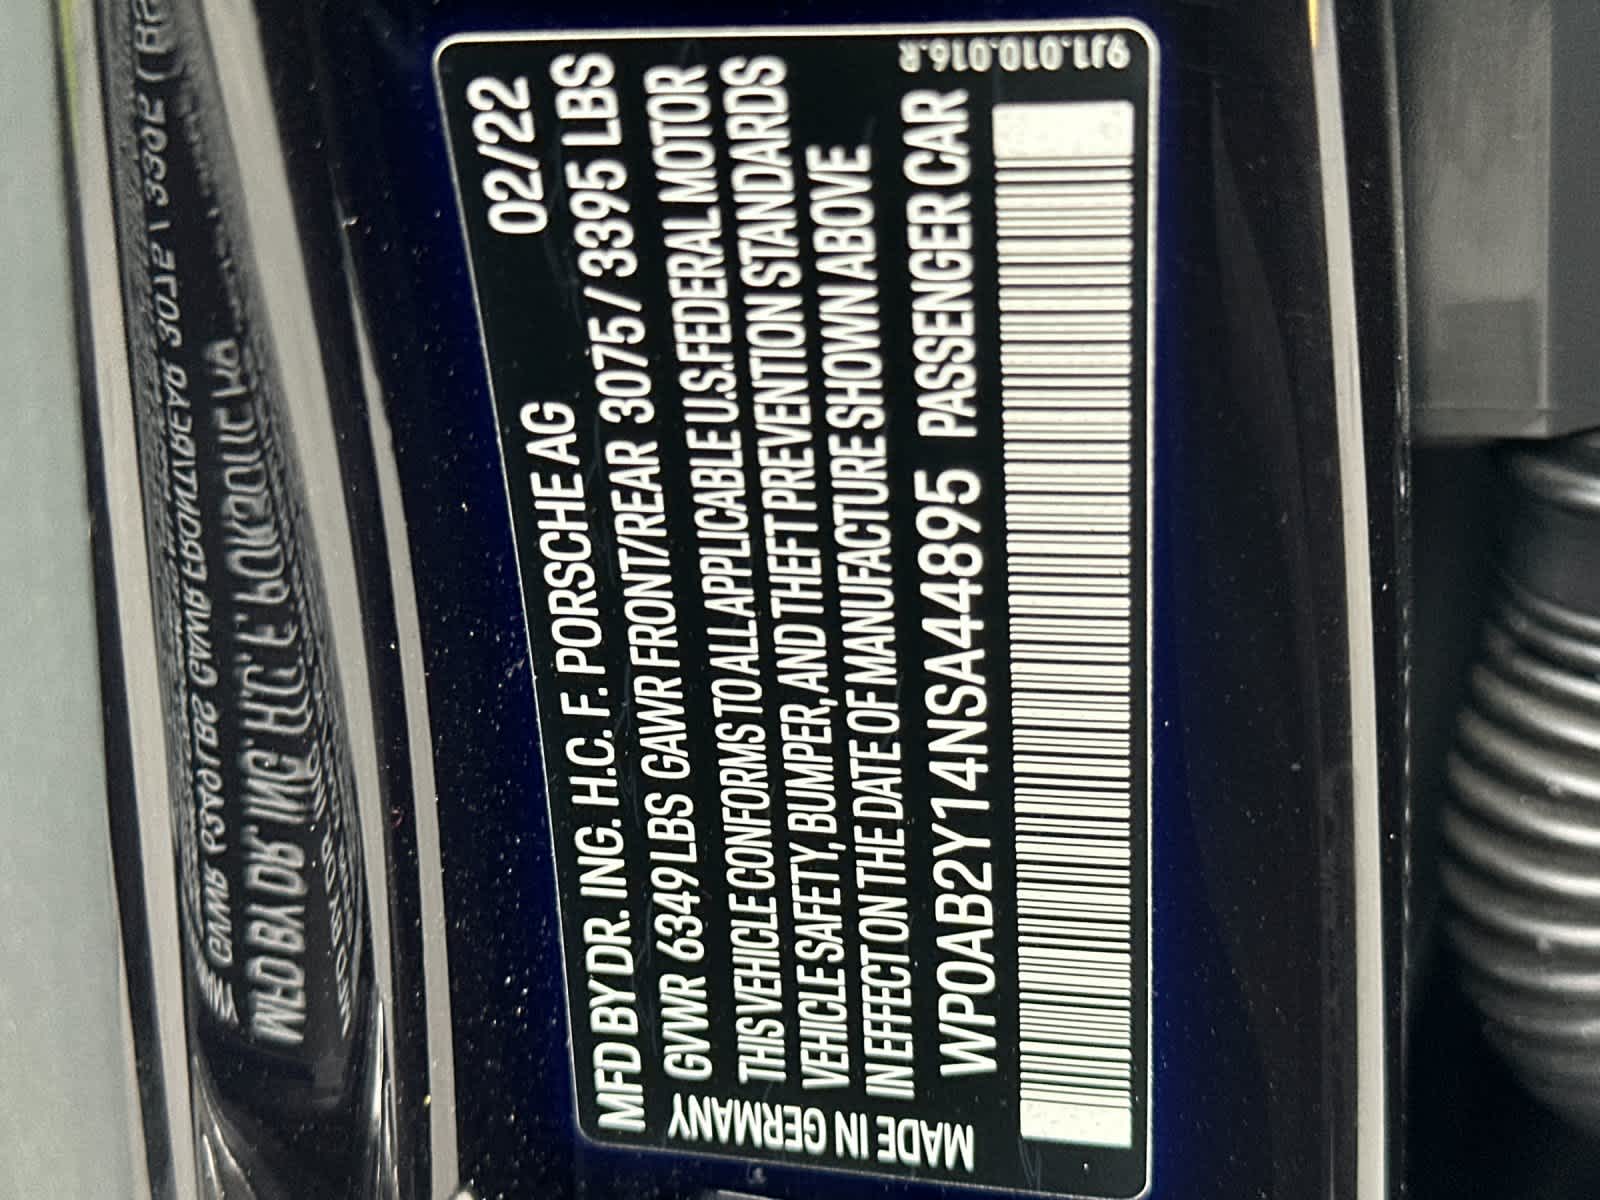 MFD BY DR. ING. H.C. F. PORSCHE AG 02/22
GVWR 6349 LBS GAWR FRONT/REAR 3075 / 3395 LBS
THIS VEHICLE CONFORMS TO ALL APPLICABLE U.S.FEDERAL MOTOR
VEHICLE SAFETY, BUMPER, AND THEFT PREVENTION STANDARDS
IN EFFECT ON THE DATE OF MANUFACTURE SHOWN ABOVE
WP0AB2Y14NSA44895 PASSENGER CAR
MADE IN GERMANY
9J1.010.016.R